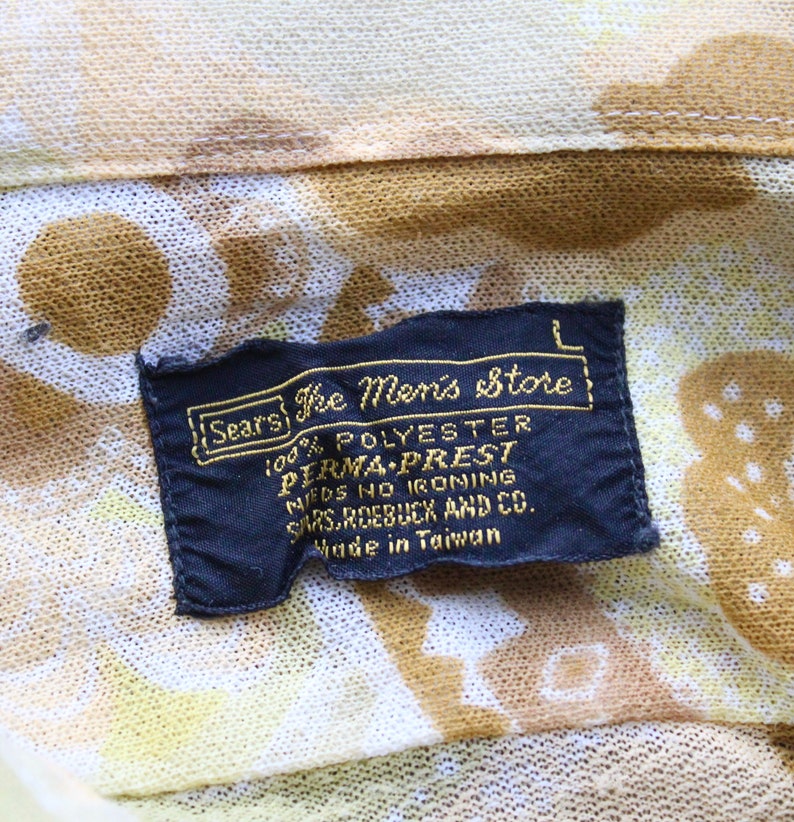 L
Sears The Men's Store
100% POLYESTER
PERMA•PREST
NEEDS NO IRONING
SEARS, ROEBUCK AND CO.
Made in Taiwan